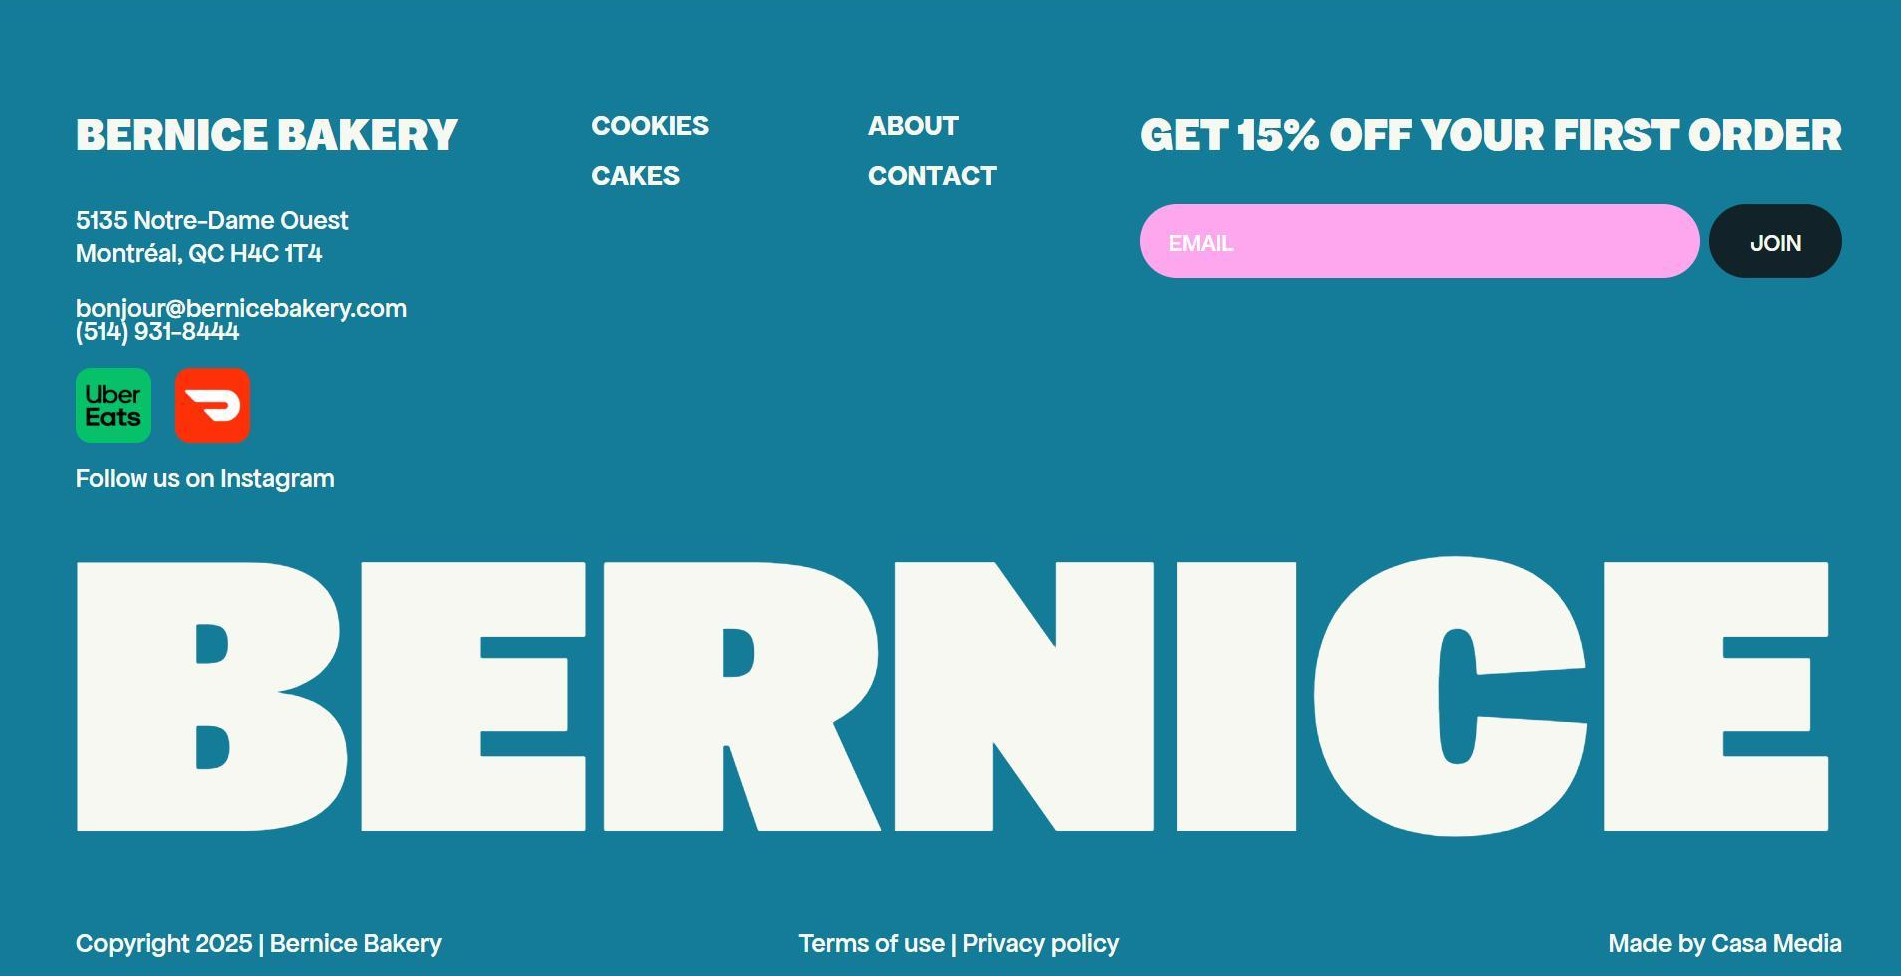 BERNICE BAKERY
5135 Notre-Dame Ouest
Montréal, QC H4C 1T4
bonjour@bernicebakery.com
(514) 931-8444
Uber
Eats
Follow us on Instagram
COOKIES
CAKES
ABOUT
CONTACT
GET 15% OFF YOUR FIRST ORDER
EMAIL
JOIN
BERNICE
Copyright 2025 | Bernice Bakery
Terms of use | Privacy policy
Made by Casa Media